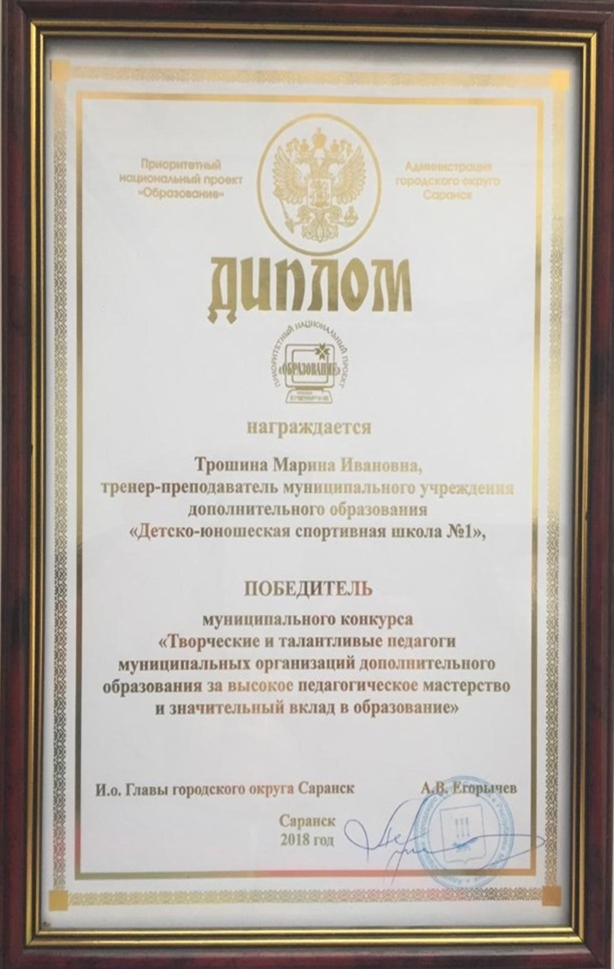 Приоритетный
национальный проект
«Образование»
Администрация
городского округа
Саранск
ДИПЛОМ
ПРИОРИТЕТНЫЙ НАЦИОНАЛЬНЫЙ ПРОЕКТ
«ОБРАЗОВАНИЕ»
награждается
Трошина Марина Ивановна,
тренер-преподаватель муниципального учреждения
дополнительного образования
«Детско-юношеская спортивная школа №1»,
ПОБЕДИТЕЛЬ
муниципального конкурса
«Творческие и талантливые педагоги
муниципальных организаций дополнительного
образования за высокое педагогическое мастерство
и значительный вклад в образование»
И.о. Главы городского округа Саранск
А.В. Егорычев
Саранск
2018 год